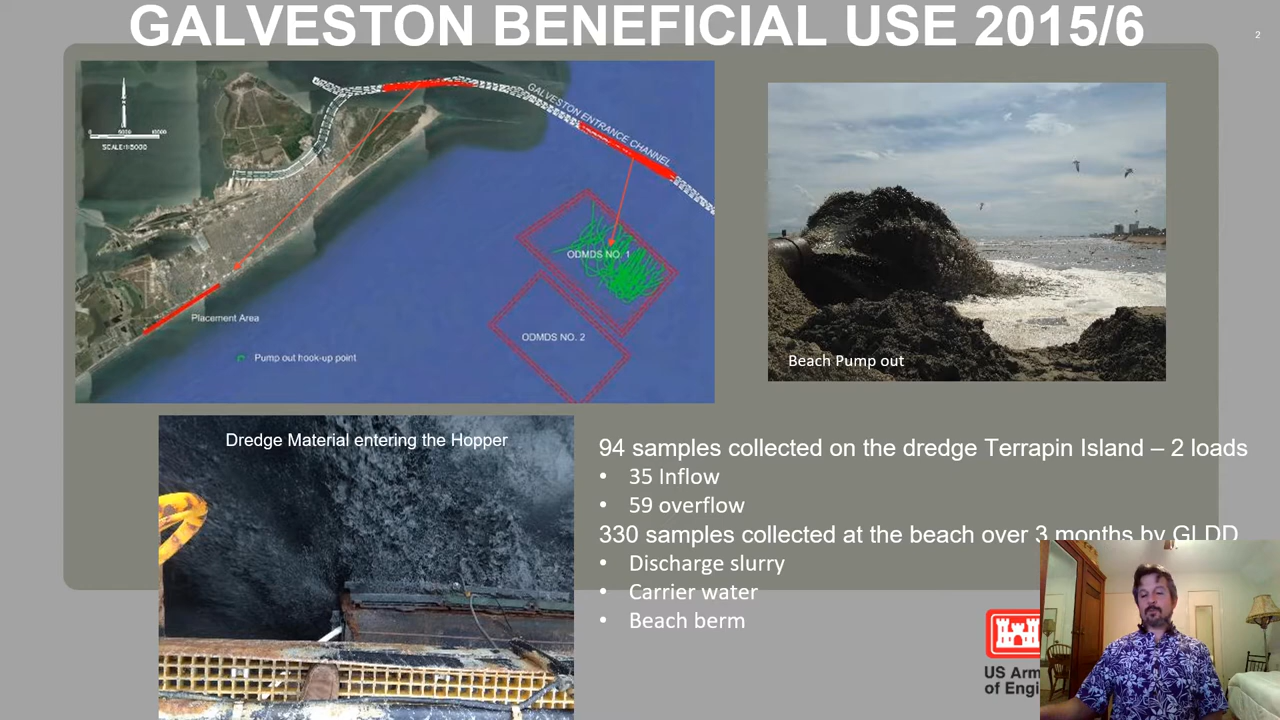 GALVESTON BENEFICIAL USE 2015/6
2
GALVESTON ENTRANCE CHANNEL
SCALE:1:5000
ODMDS NO. 1
ODMDS NO. 2
Placement Area
Pump out hook-up point
Beach Pump out
Dredge Material entering the Hopper
94 samples collected on the dredge Terrapin Island – 2 loads
• 35 Inflow
• 59 overflow
330 samples collected at the beach over 3 months by GLDD
• Discharge slurry
• Carrier water
• Beach berm
US Arm
of Engi